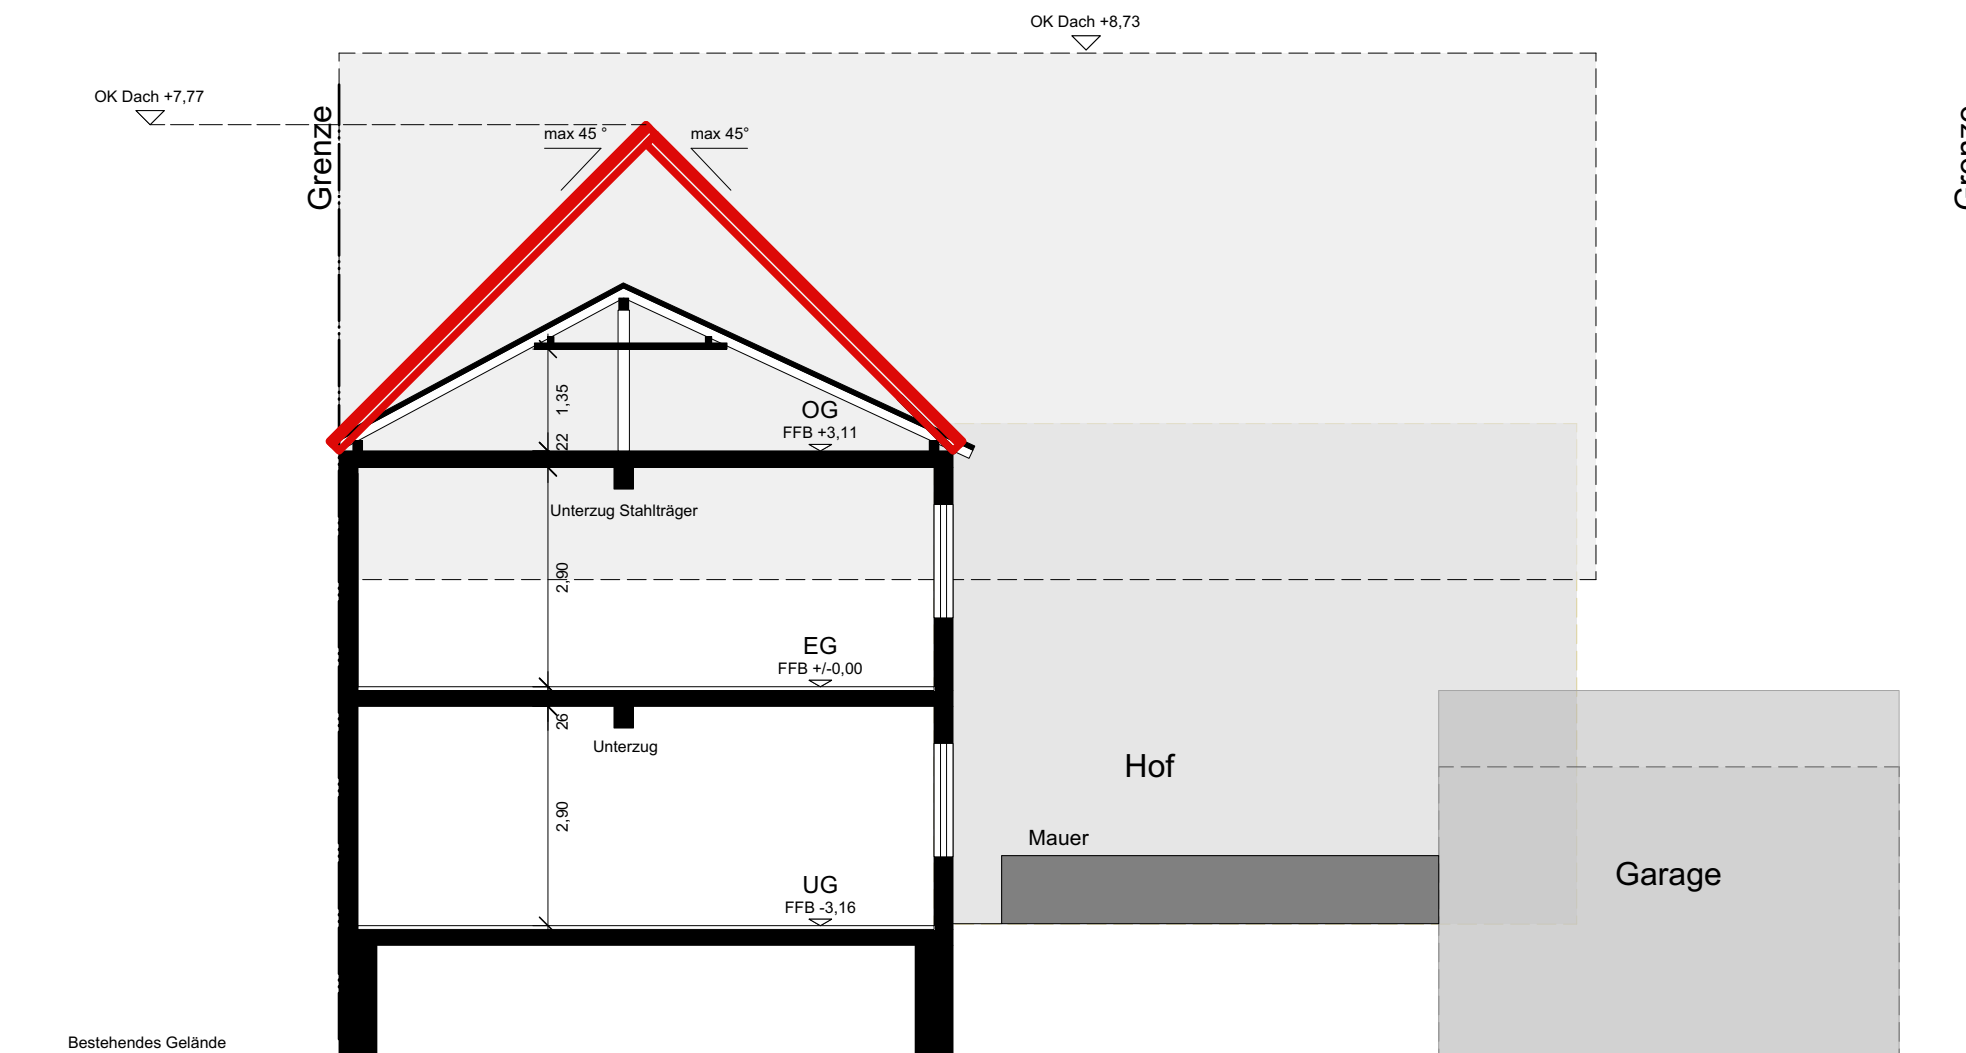 OK Dach +8,73
OK Dach +7,77
Grenze
Grenze
max 45 °
max 45°
1,35
22
OG
FFB +3,11
Unterzug Stahlträger
2,90
EG
FFB +/-0,00
26
Unterzug
2,90
UG
FFB -3,16
Hof
Mauer
Garage
Bestehendes Gelände